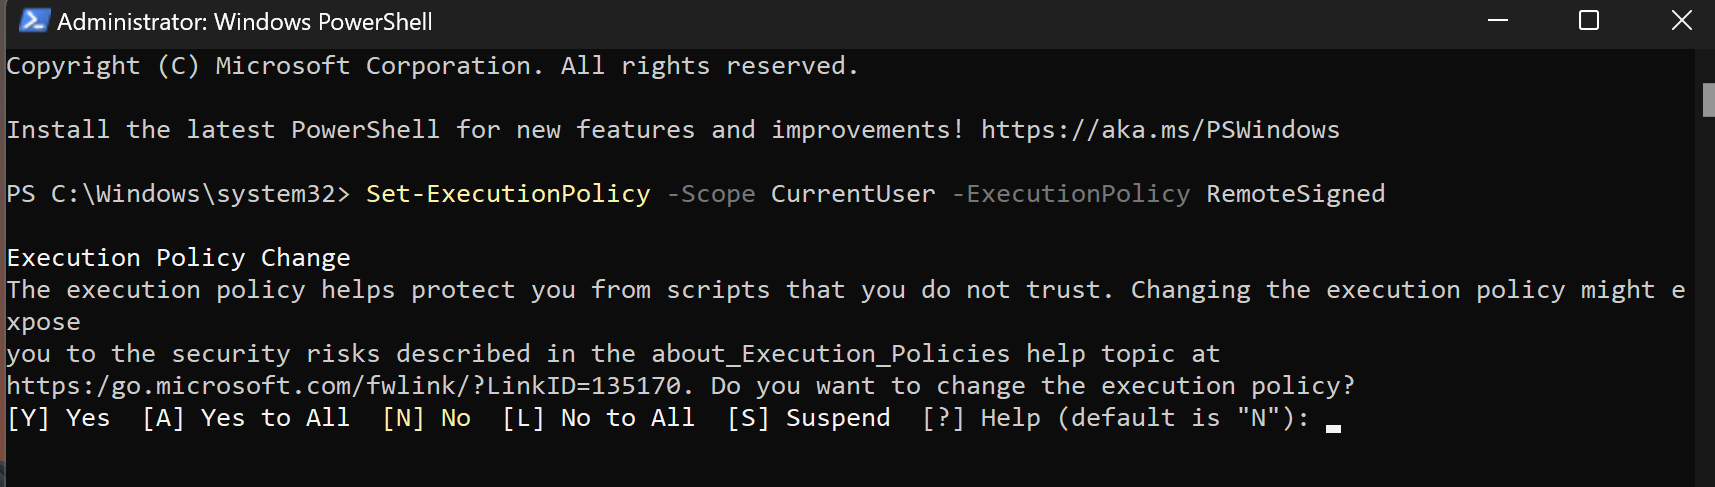 Administrator: Windows PowerShell
Copyright (C) Microsoft Corporation. All rights reserved.
Install the latest PowerShell for new features and improvements! https://aka.ms/PSWindows
PS C:\Windows\system32> Set-ExecutionPolicy -Scope CurrentUser -ExecutionPolicy RemoteSigned
Execution Policy Change
The execution policy helps protect you from scripts that you do not trust. Changing the execution policy might e
xpose
you to the security risks described in the about_Execution_Policies help topic at
https:/go.microsoft.com/fwlink/?LinkID=135170. Do you want to change the execution policy?
[Y] Yes  [A] Yes to All  [N] No  [L] No to All  [S] Suspend  [?] Help (default is "N"):